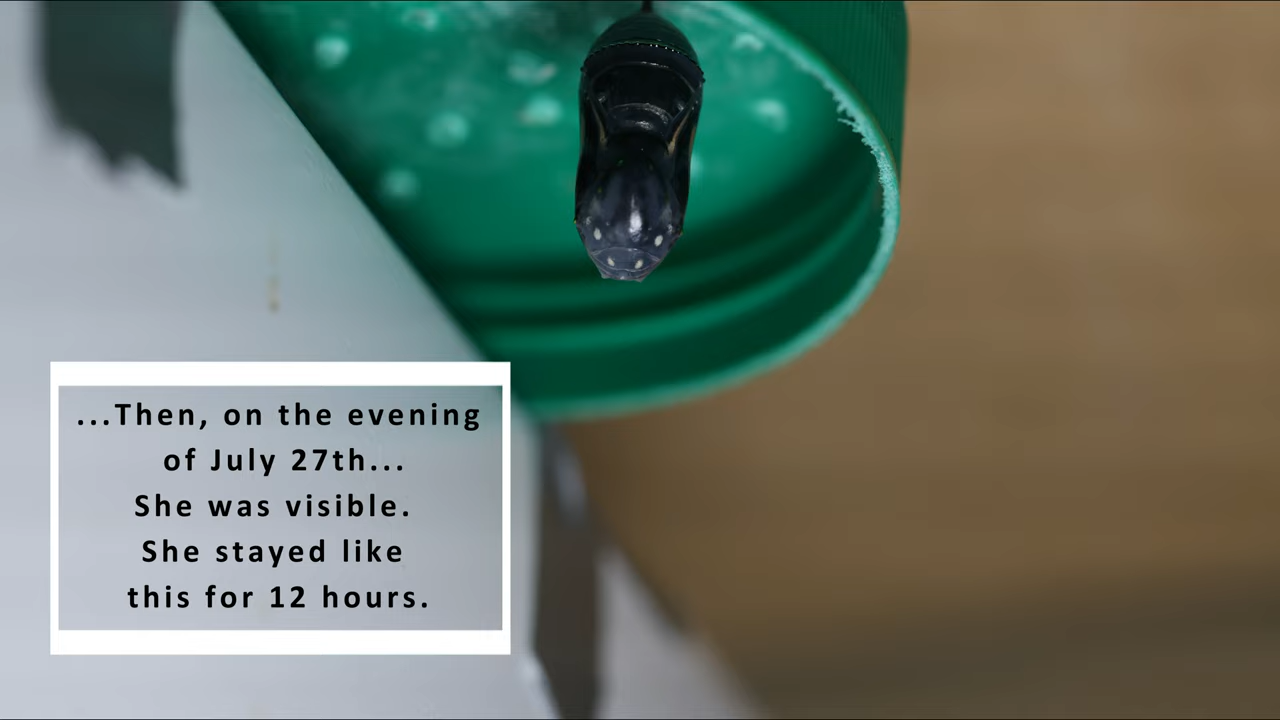 ...Then, on the evening
of July 27th...
She was visible.
She stayed like
this for 12 hours.